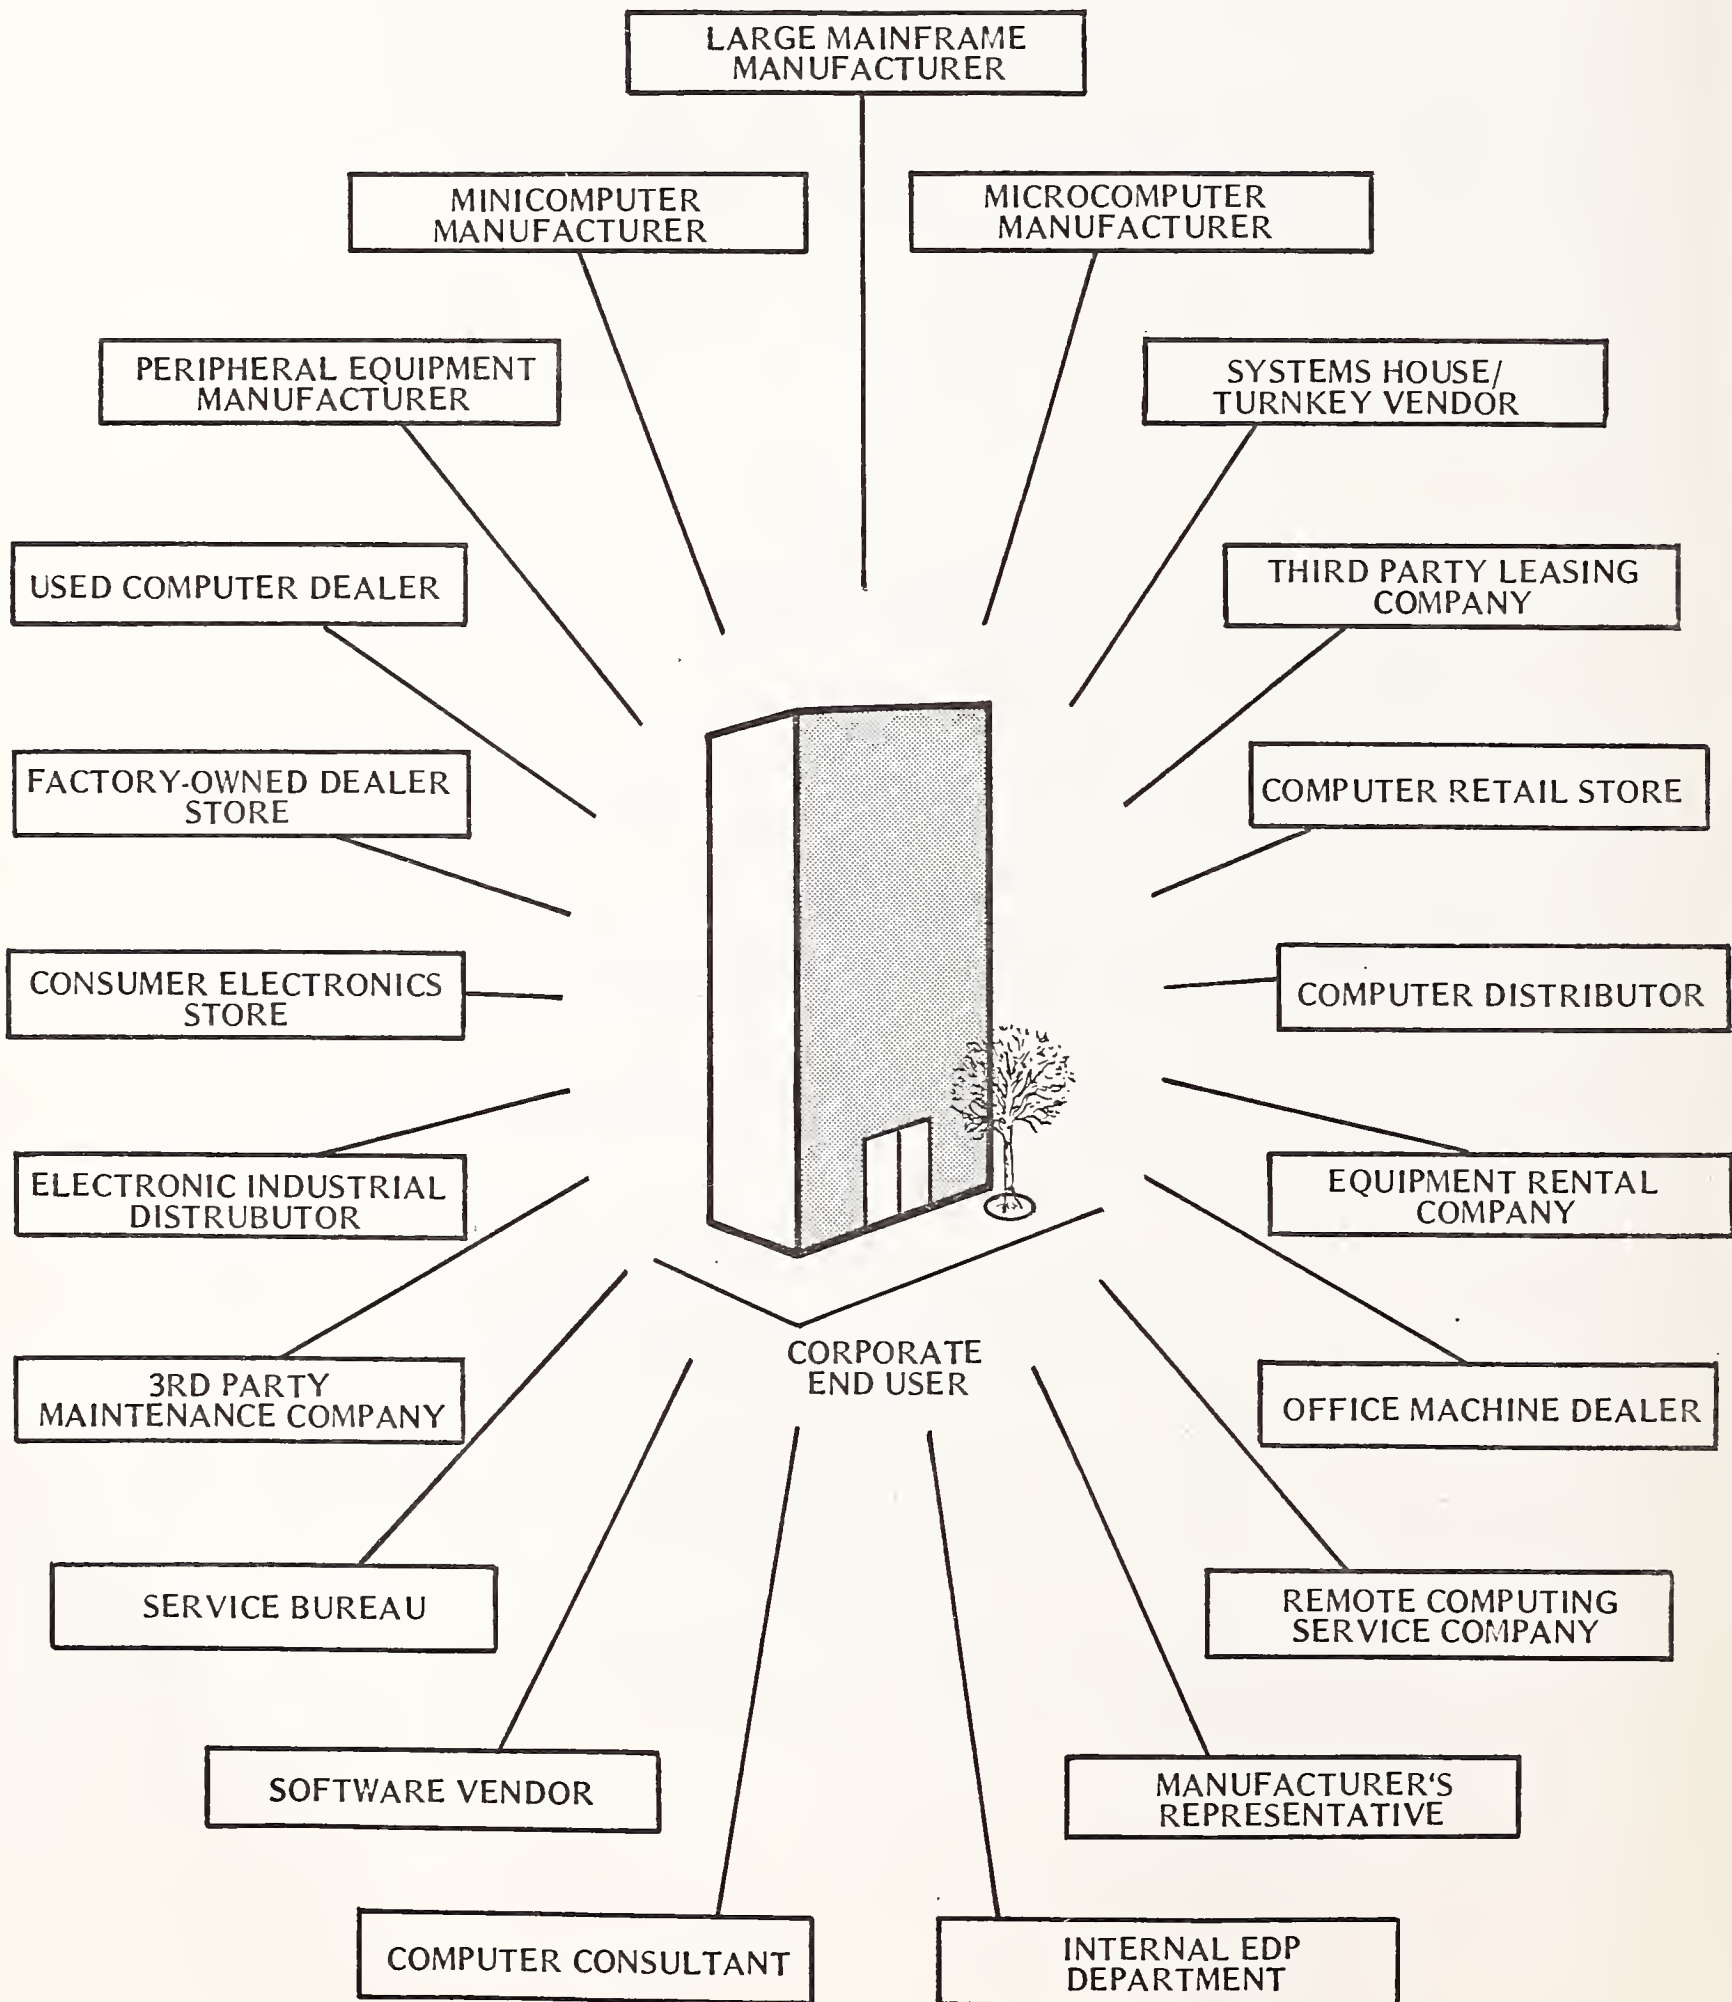 LARGE MAINFRAME
MANUFACTURER
MINICOMPUTER
MANUFACTURER
MICROCOMPUTER
MANUFACTURER
PERIPHERAL EQUIPMENT
MANUFACTURER
SYSTEMS HOUSE/
TURNKEY VENDOR
USED COMPUTER DEALER
THIRD PARTY LEASING
COMPANY
FACTORY-OWNED DEALER
STORE
COMPUTER RETAIL STORE
CONSUMER ELECTRONICS
STORE
COMPUTER DISTRIBUTOR
ELECTRONIC INDUSTRIAL
DISTRUBUTOR
EQUIPMENT RENTAL
COMPANY
CORPORATE
END USER
3RD PARTY
MAINTENANCE COMPANY
OFFICE MACHINE DEALER
SERVICE BUREAU
REMOTE COMPUTING
SERVICE COMPANY
SOFTWARE VENDOR
MANUFACTURER'S
REPRESENTATIVE
COMPUTER CONSULTANT
INTERNAL EDP
DEPARTMENT